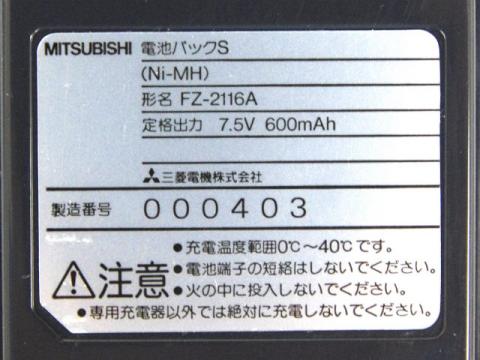 MITSUBISHI 電池パックS
(Ni-MH)
形名 FZ-2116A
定格出力 7.5V 600mAh
三菱電機株式会社
製造番号 000403
●充電温度範囲0℃～40℃です。
⚠注意 ●電池端子の短絡はしないでください。
●火の中に投入しないでください。
●専用充電器以外では絶対に充電しないでください。